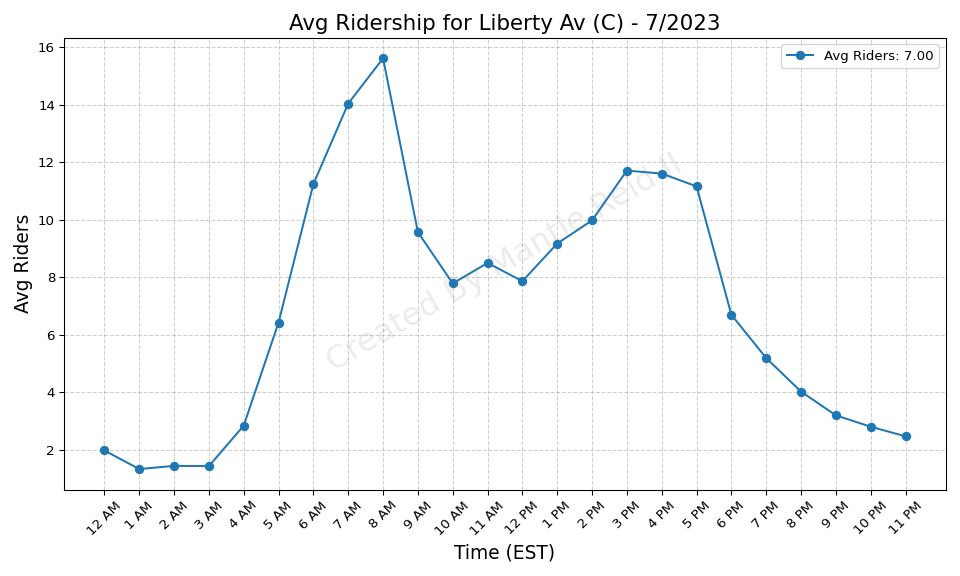 Avg Ridership for Liberty Av (C) - 7/2023
Avg Riders: 7.00
16
14
12
10
8
6
4
2
Avg Riders
Created By Mantie Reid II
12 AM
1 AM
2 AM
3 AM
4 AM
5 AM
6 AM
7 AM
8 AM
9 AM
10 AM
11 AM
12 PM
1 PM
2 PM
3 PM
4 PM
5 PM
6 PM
7 PM
8 PM
9 PM
10 PM
11 PM
Time (EST)